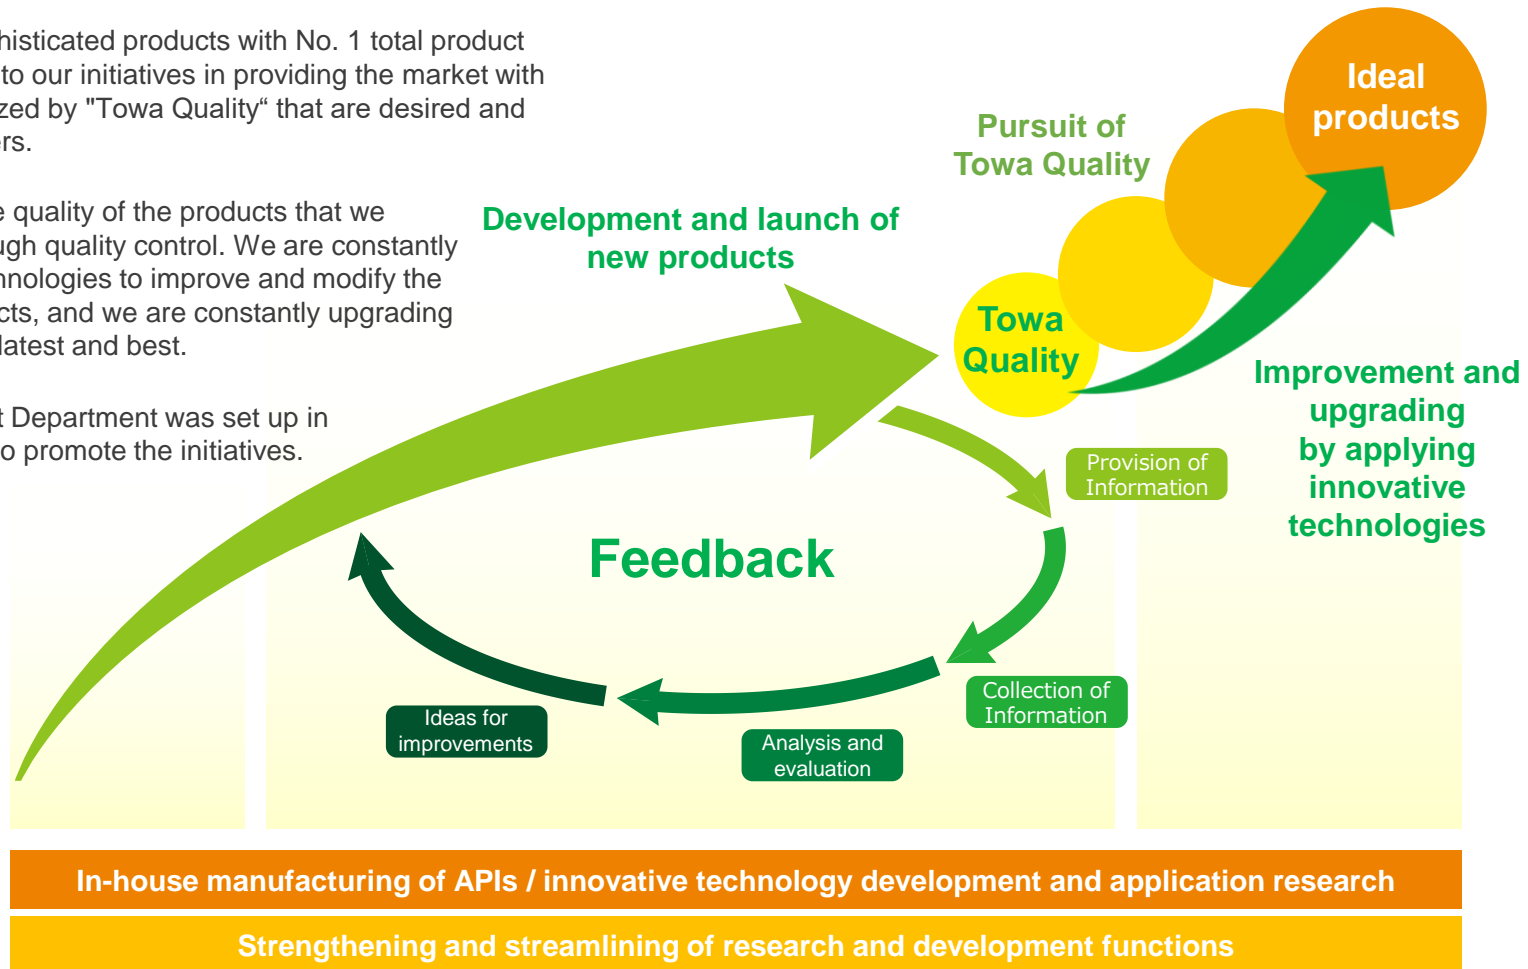 histicated products with No. 1 total product
to our initiatives in providing the market with
zed by "Towa Quality“ that are desired and
ers.
e quality of the products that we
ugh quality control. We are constantly
hnologies to improve and modify the
cts, and we are constantly upgrading
latest and best.
t Department was set up in
o promote the initiatives.
Development and launch of
new products
Pursuit of
Towa Quality
Ideal
products
Towa
Quality
Improvement and
upgrading
by applying
innovative
technologies
Provision of
Information
Feedback
Collection of
Information
Analysis and
evaluation
Ideas for
improvements
In-house manufacturing of APIs / innovative technology development and application research
Strengthening and streamlining of research and development functions